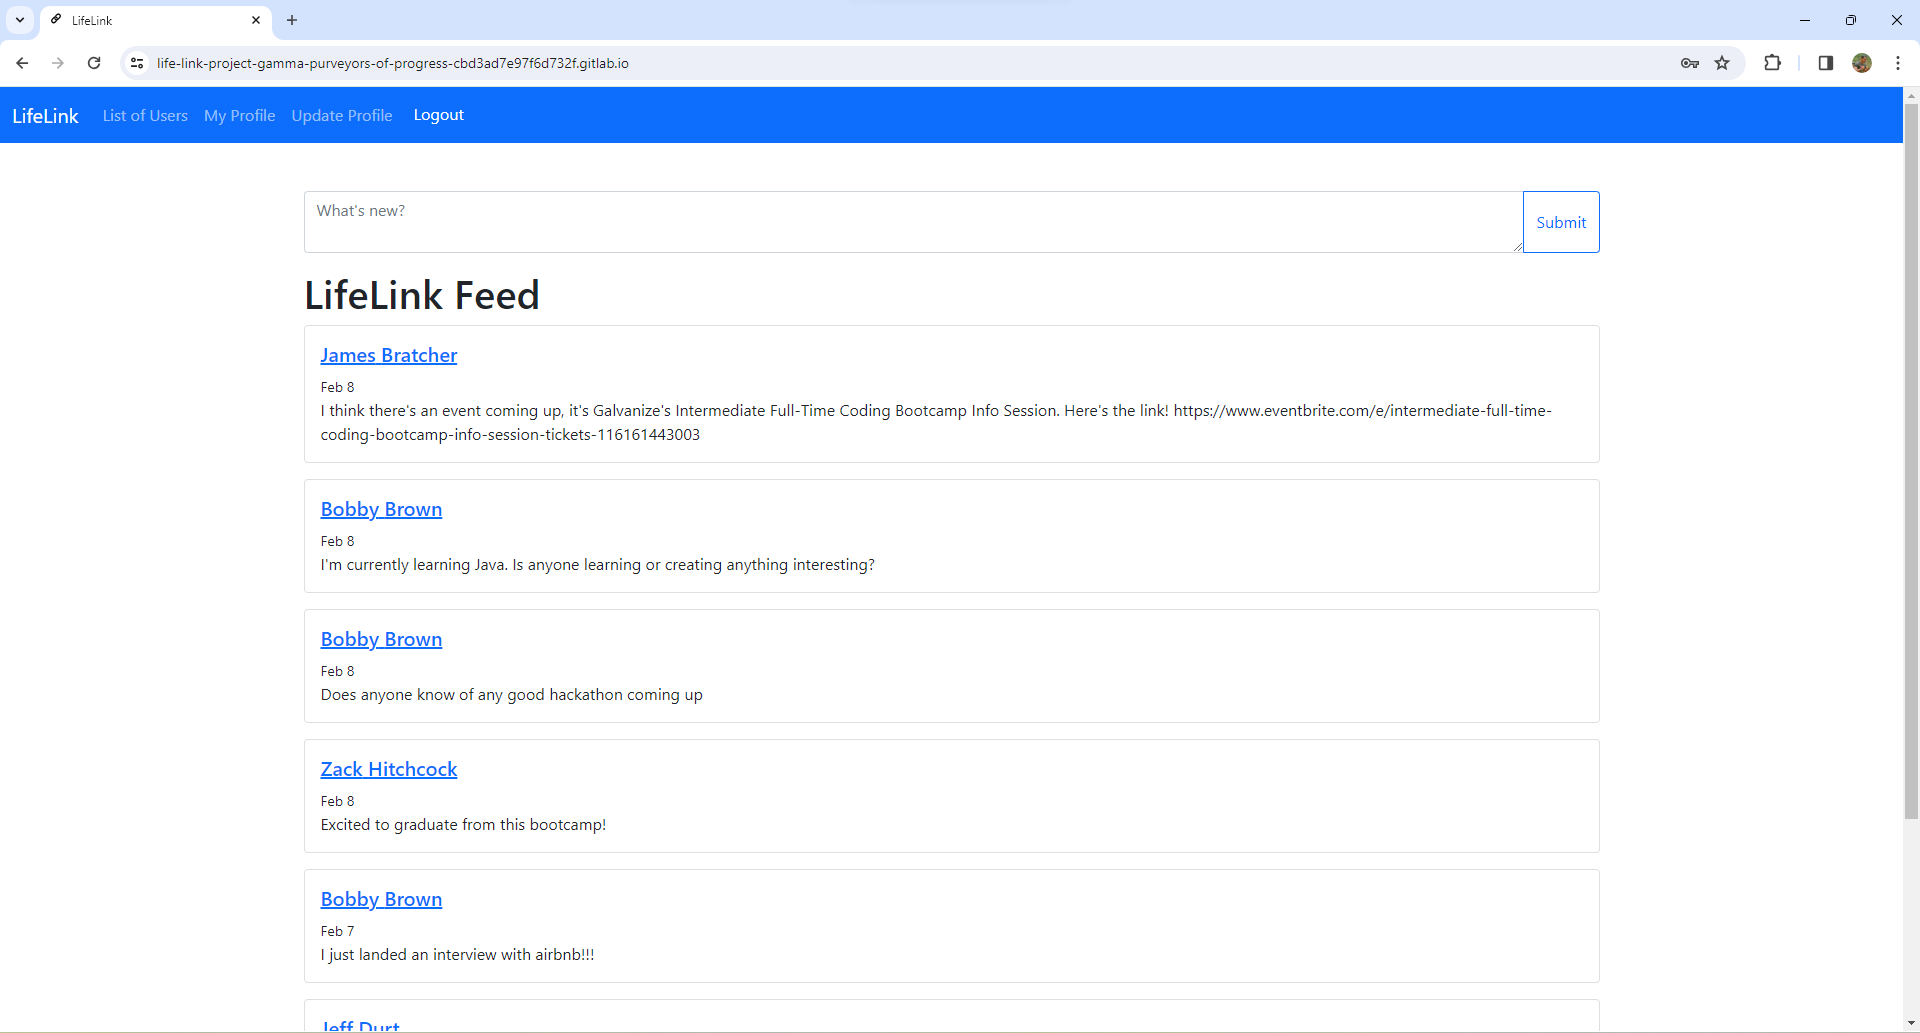 LifeLink
life-link-project-gamma-purveyors-of-progress-cbd3ad7e97f6d732f.gitlab.io
LifeLink List of Users My Profile Update Profile Logout
What's new?
Submit
LifeLink Feed
James Bratcher
Feb 8
I think there's an event coming up, it's Galvanize's Intermediate Full-Time Coding Bootcamp Info Session. Here's the link! https://www.eventbrite.com/e/intermediate-full-time-
coding-bootcamp-info-session-tickets-116161443003
Bobby Brown
Feb 8
I'm currently learning Java. Is anyone learning or creating anything interesting?
Bobby Brown
Feb 8
Does anyone know of any good hackathon coming up
Zack Hitchcock
Feb 8
Excited to graduate from this bootcamp!
Bobby Brown
Feb 7
I just landed an interview with airbnb!!!
Jeff Durt